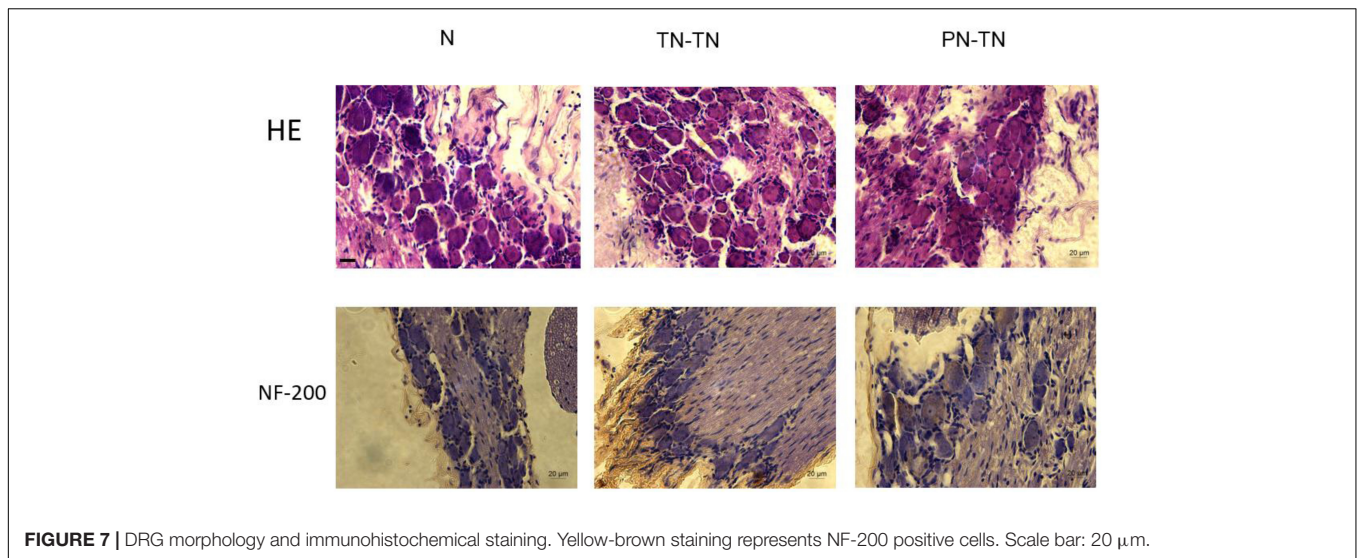 N TN-TN PN-TN
HE
20 µm 20 µm
NF-200
20 µm 20 µm 20 µm
FIGURE 7 | DRG morphology and immunohistochemical staining. Yellow-brown staining represents NF-200 positive cells. Scale bar: 20 µm.